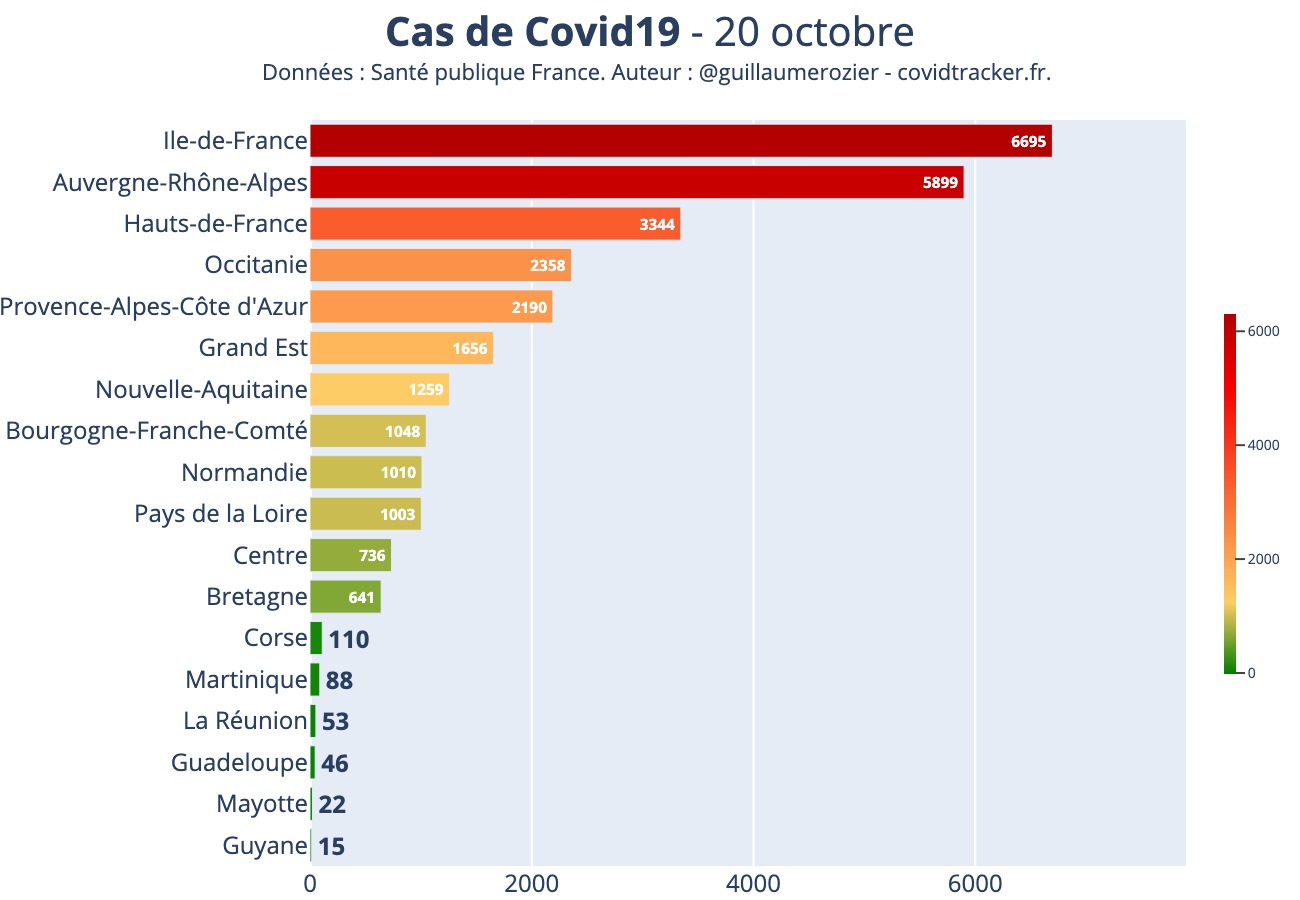 Cas de Covid19 - 20 octobre
Données : Santé publique France. Auteur : @guillaumerozier - covidtracker.fr.
Ile-de-France 6695
Auvergne-Rhône-Alpes 5899
Hauts-de-France 3344
Occitanie 2358
Provence-Alpes-Côte d'Azur 2190
Grand Est 1656
Nouvelle-Aquitaine 1259
Bourgogne-Franche-Comté 1048
Normandie 1010
Pays de la Loire 1003
Centre 736
Bretagne 641
Corse 110
Martinique 88
La Réunion 53
Guadeloupe 46
Mayotte 22
Guyane 15
0 2000 4000 6000
6000
4000
2000
0